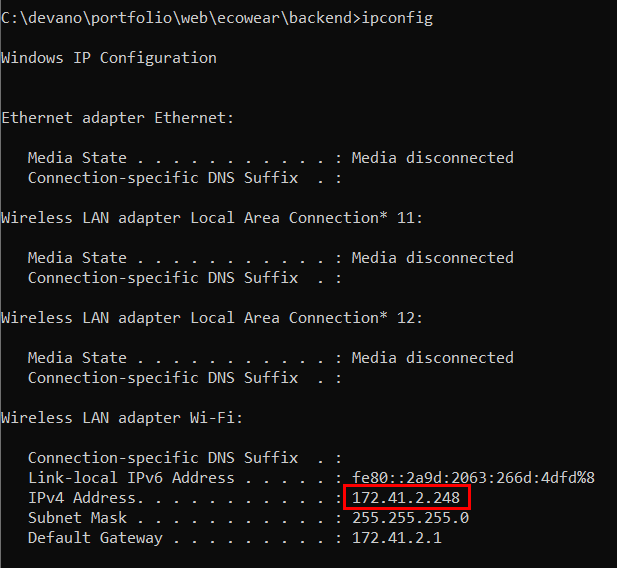 C:\devano\portfolio\web\ecowear\backend>ipconfig
Windows IP Configuration
Ethernet adapter Ethernet:
Media State . . . . . . . . . . . : Media disconnected
Connection-specific DNS Suffix  . :
Wireless LAN adapter Local Area Connection* 11:
Media State . . . . . . . . . . . : Media disconnected
Connection-specific DNS Suffix  . :
Wireless LAN adapter Local Area Connection* 12:
Media State . . . . . . . . . . . : Media disconnected
Connection-specific DNS Suffix  . :
Wireless LAN adapter Wi-Fi:
Connection-specific DNS Suffix  . :
Link-local IPv6 Address . . . . . : fe80::2a9d:2063:266d:4dfd%8
IPv4 Address. . . . . . . . . . . : 172.41.2.248
Subnet Mask . . . . . . . . . . . : 255.255.255.0
Default Gateway . . . . . . . . . : 172.41.2.1